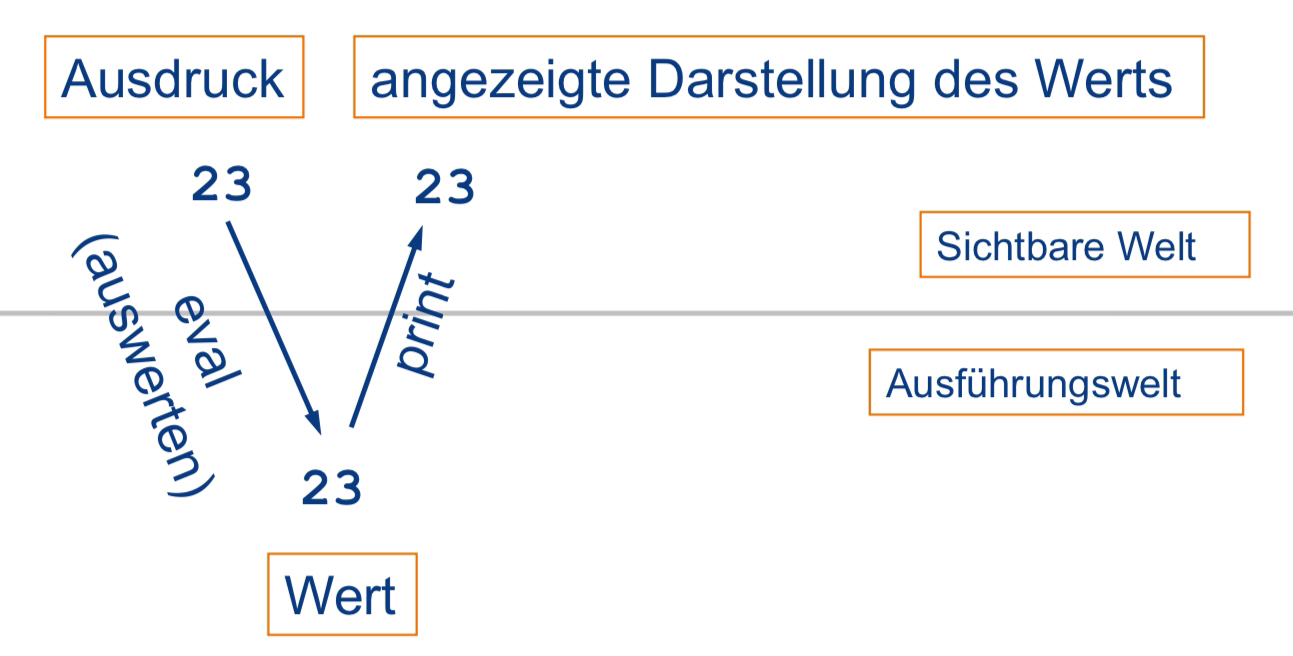 Ausdruck
angezeigte Darstellung des Werts
23
23
Sichtbare Welt
(auswerten)
eval
print
Ausführungswelt
23
Wert